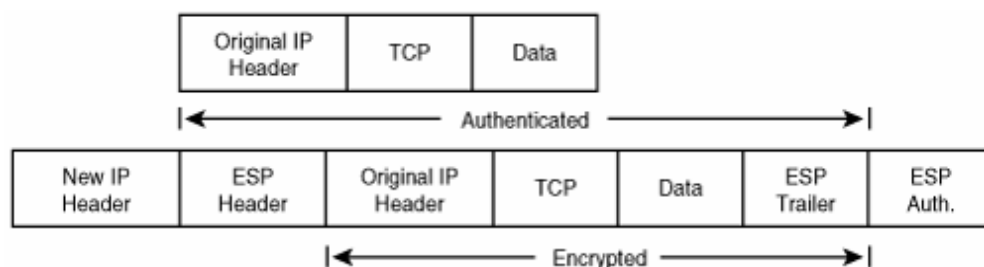 Original IP Header
TCP
Data
Authenticated
New IP Header
ESP Header
Original IP Header
TCP
Data
ESP Trailer
ESP Auth.
Encrypted